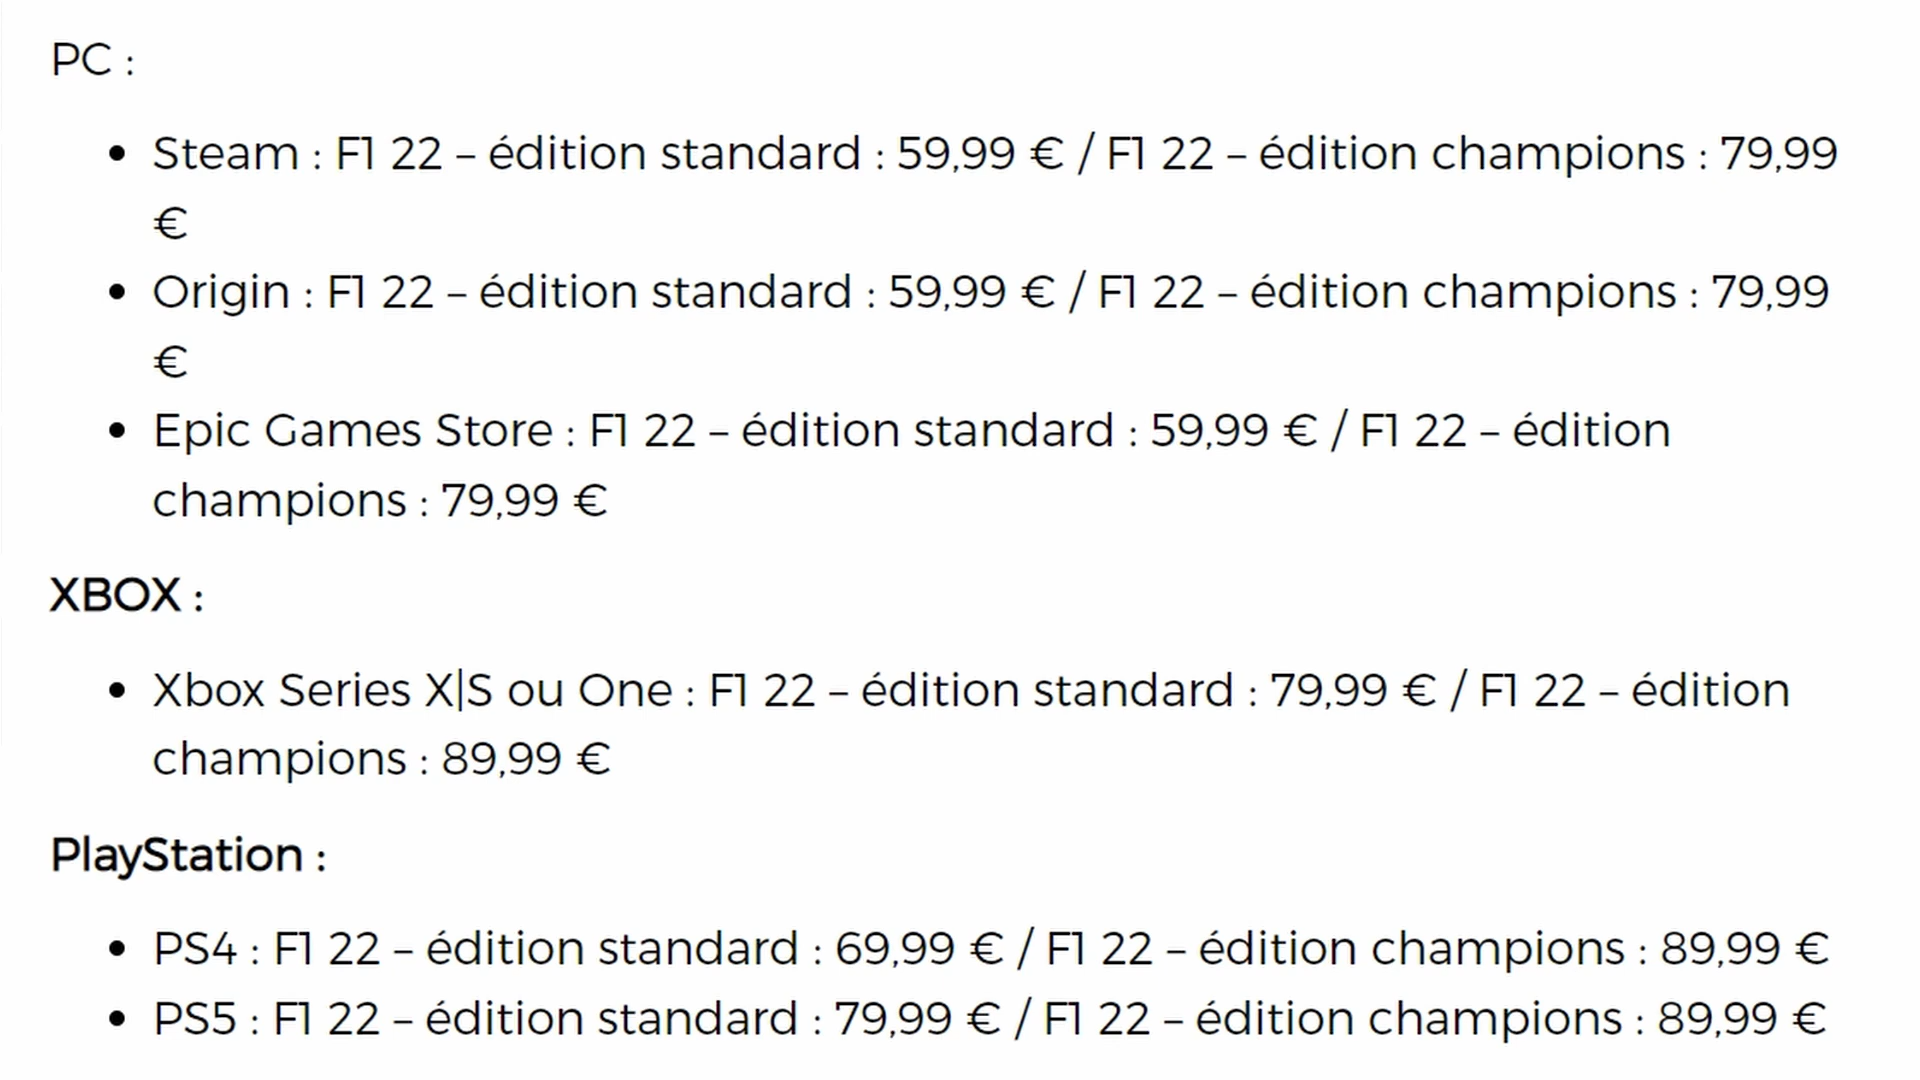 PC :
Steam : F1 22 – édition standard : 59,99 € / F1 22 – édition champions : 79,99
€
Origin : F1 22 – édition standard : 59,99 € / F1 22 – édition champions : 79,99
€
Epic Games Store : F1 22 – édition standard : 59,99 € / F1 22 – édition
champions : 79,99 €
XBOX :
Xbox Series X|S ou One : F1 22 – édition standard : 79,99 € / F1 22 – édition
champions : 89,99 €
PlayStation :
PS4 : F1 22 – édition standard : 69,99 € / F1 22 – édition champions : 89,99 €
PS5 : F1 22 – édition standard : 79,99 € / F1 22 – édition champions : 89,99 €